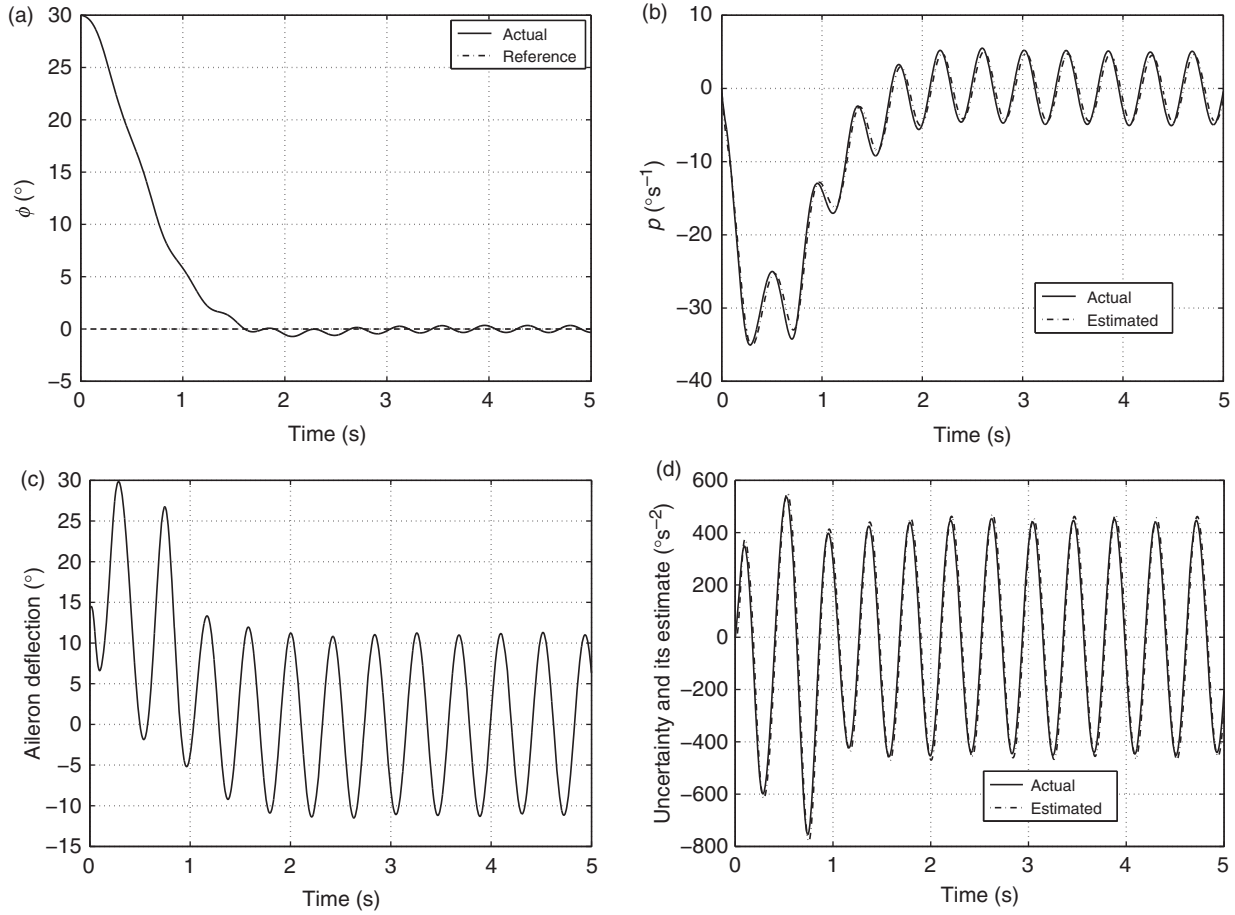 (a)
30
25
20
15
10
5
0
−5
0 1 2 3 4 5
ϕ (°)
Time (s)
Actual
Reference
(b)
10
0
−10
−20
−30
−40
0 1 2 3 4 5
p (°s−1)
Time (s)
Actual
Estimated
(c)
30
25
20
15
10
5
0
−5
−10
−15
0 1 2 3 4 5
Aileron deflection (°)
Time (s)
(d)
600
400
200
0
−200
−400
−600
−800
0 1 2 3 4 5
Uncertainty and its estimate (°s−2)
Time (s)
Actual
Estimated